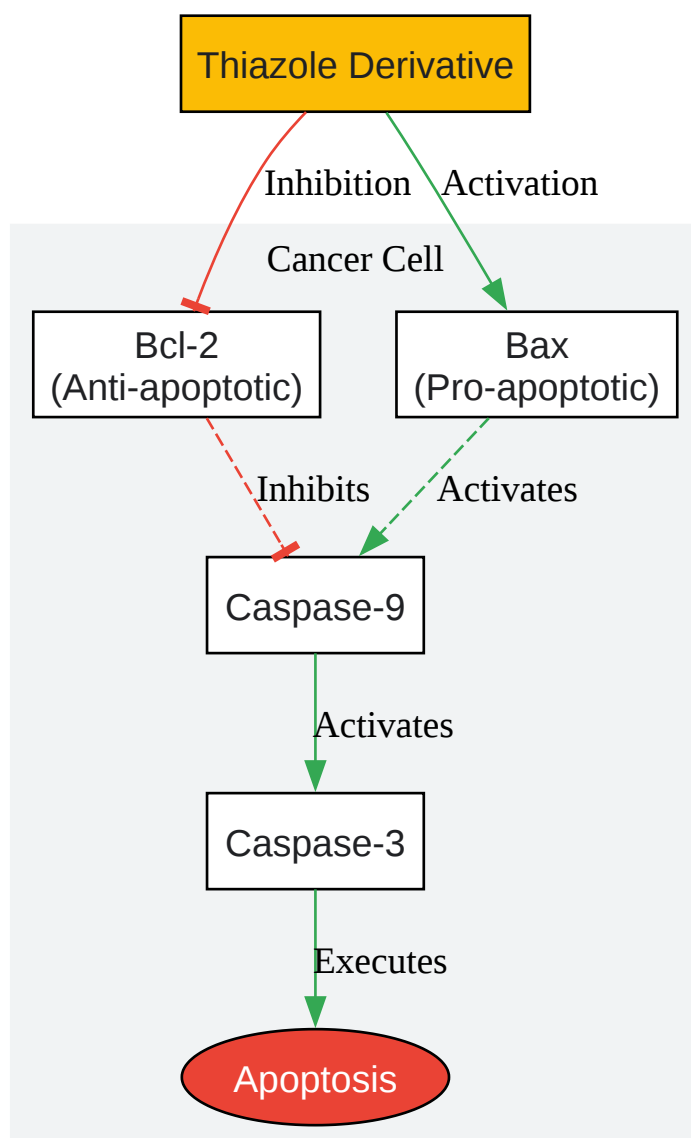 Thiazole Derivative
Inhibition
Activation
Cancer Cell
Bcl-2
(Anti-apoptotic)
Bax
(Pro-apoptotic)
Inhibits
Activates
Caspase-9
Activates
Caspase-3
Executes
Apoptosis